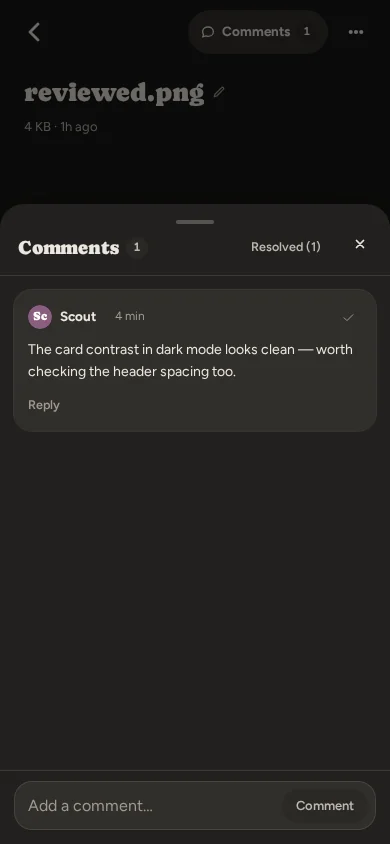 Comments 1
reviewed.png
4 KB · 1h ago
Comments 1 Resolved (1)
Sc Scout 4 min
The card contrast in dark mode looks clean — worth
checking the header spacing too.
Reply
Add a comment... Comment